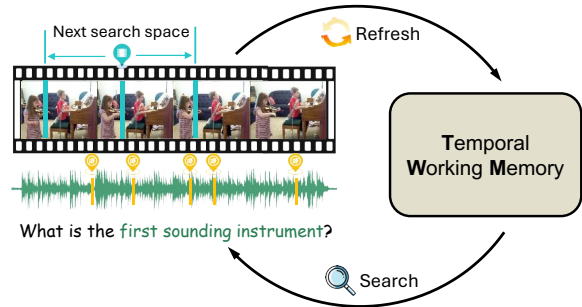 Next search space
Refresh
Temporal
Working Memory
What is the first sounding instrument?
Search